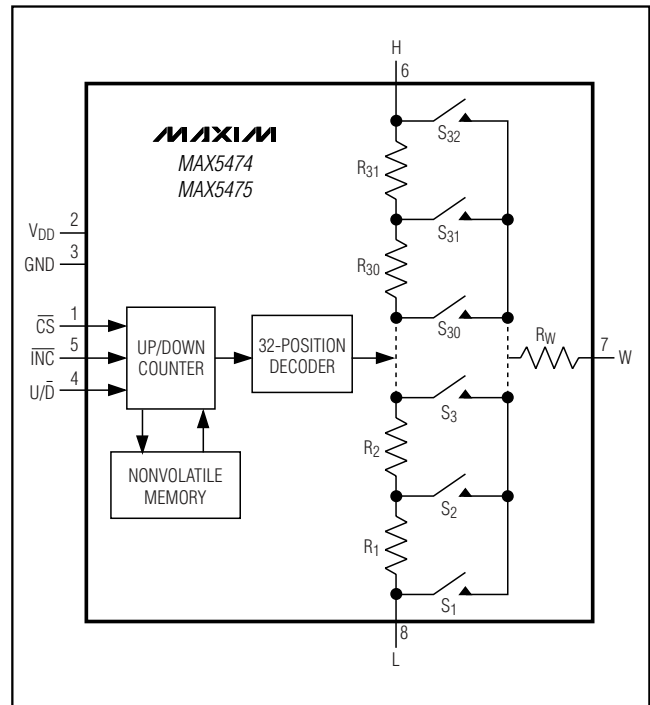 H
6
MAXIM
MAX5474
MAX5475
S32
R31
VDD 2
GND 3
S31
R30
CS 1
INC 5
U/D 4
UP/DOWN
COUNTER
32-POSITION
DECODER
S30
RW 7 W
S3
R2
NONVOLATILE
MEMORY
S2
R1
S1
8
L